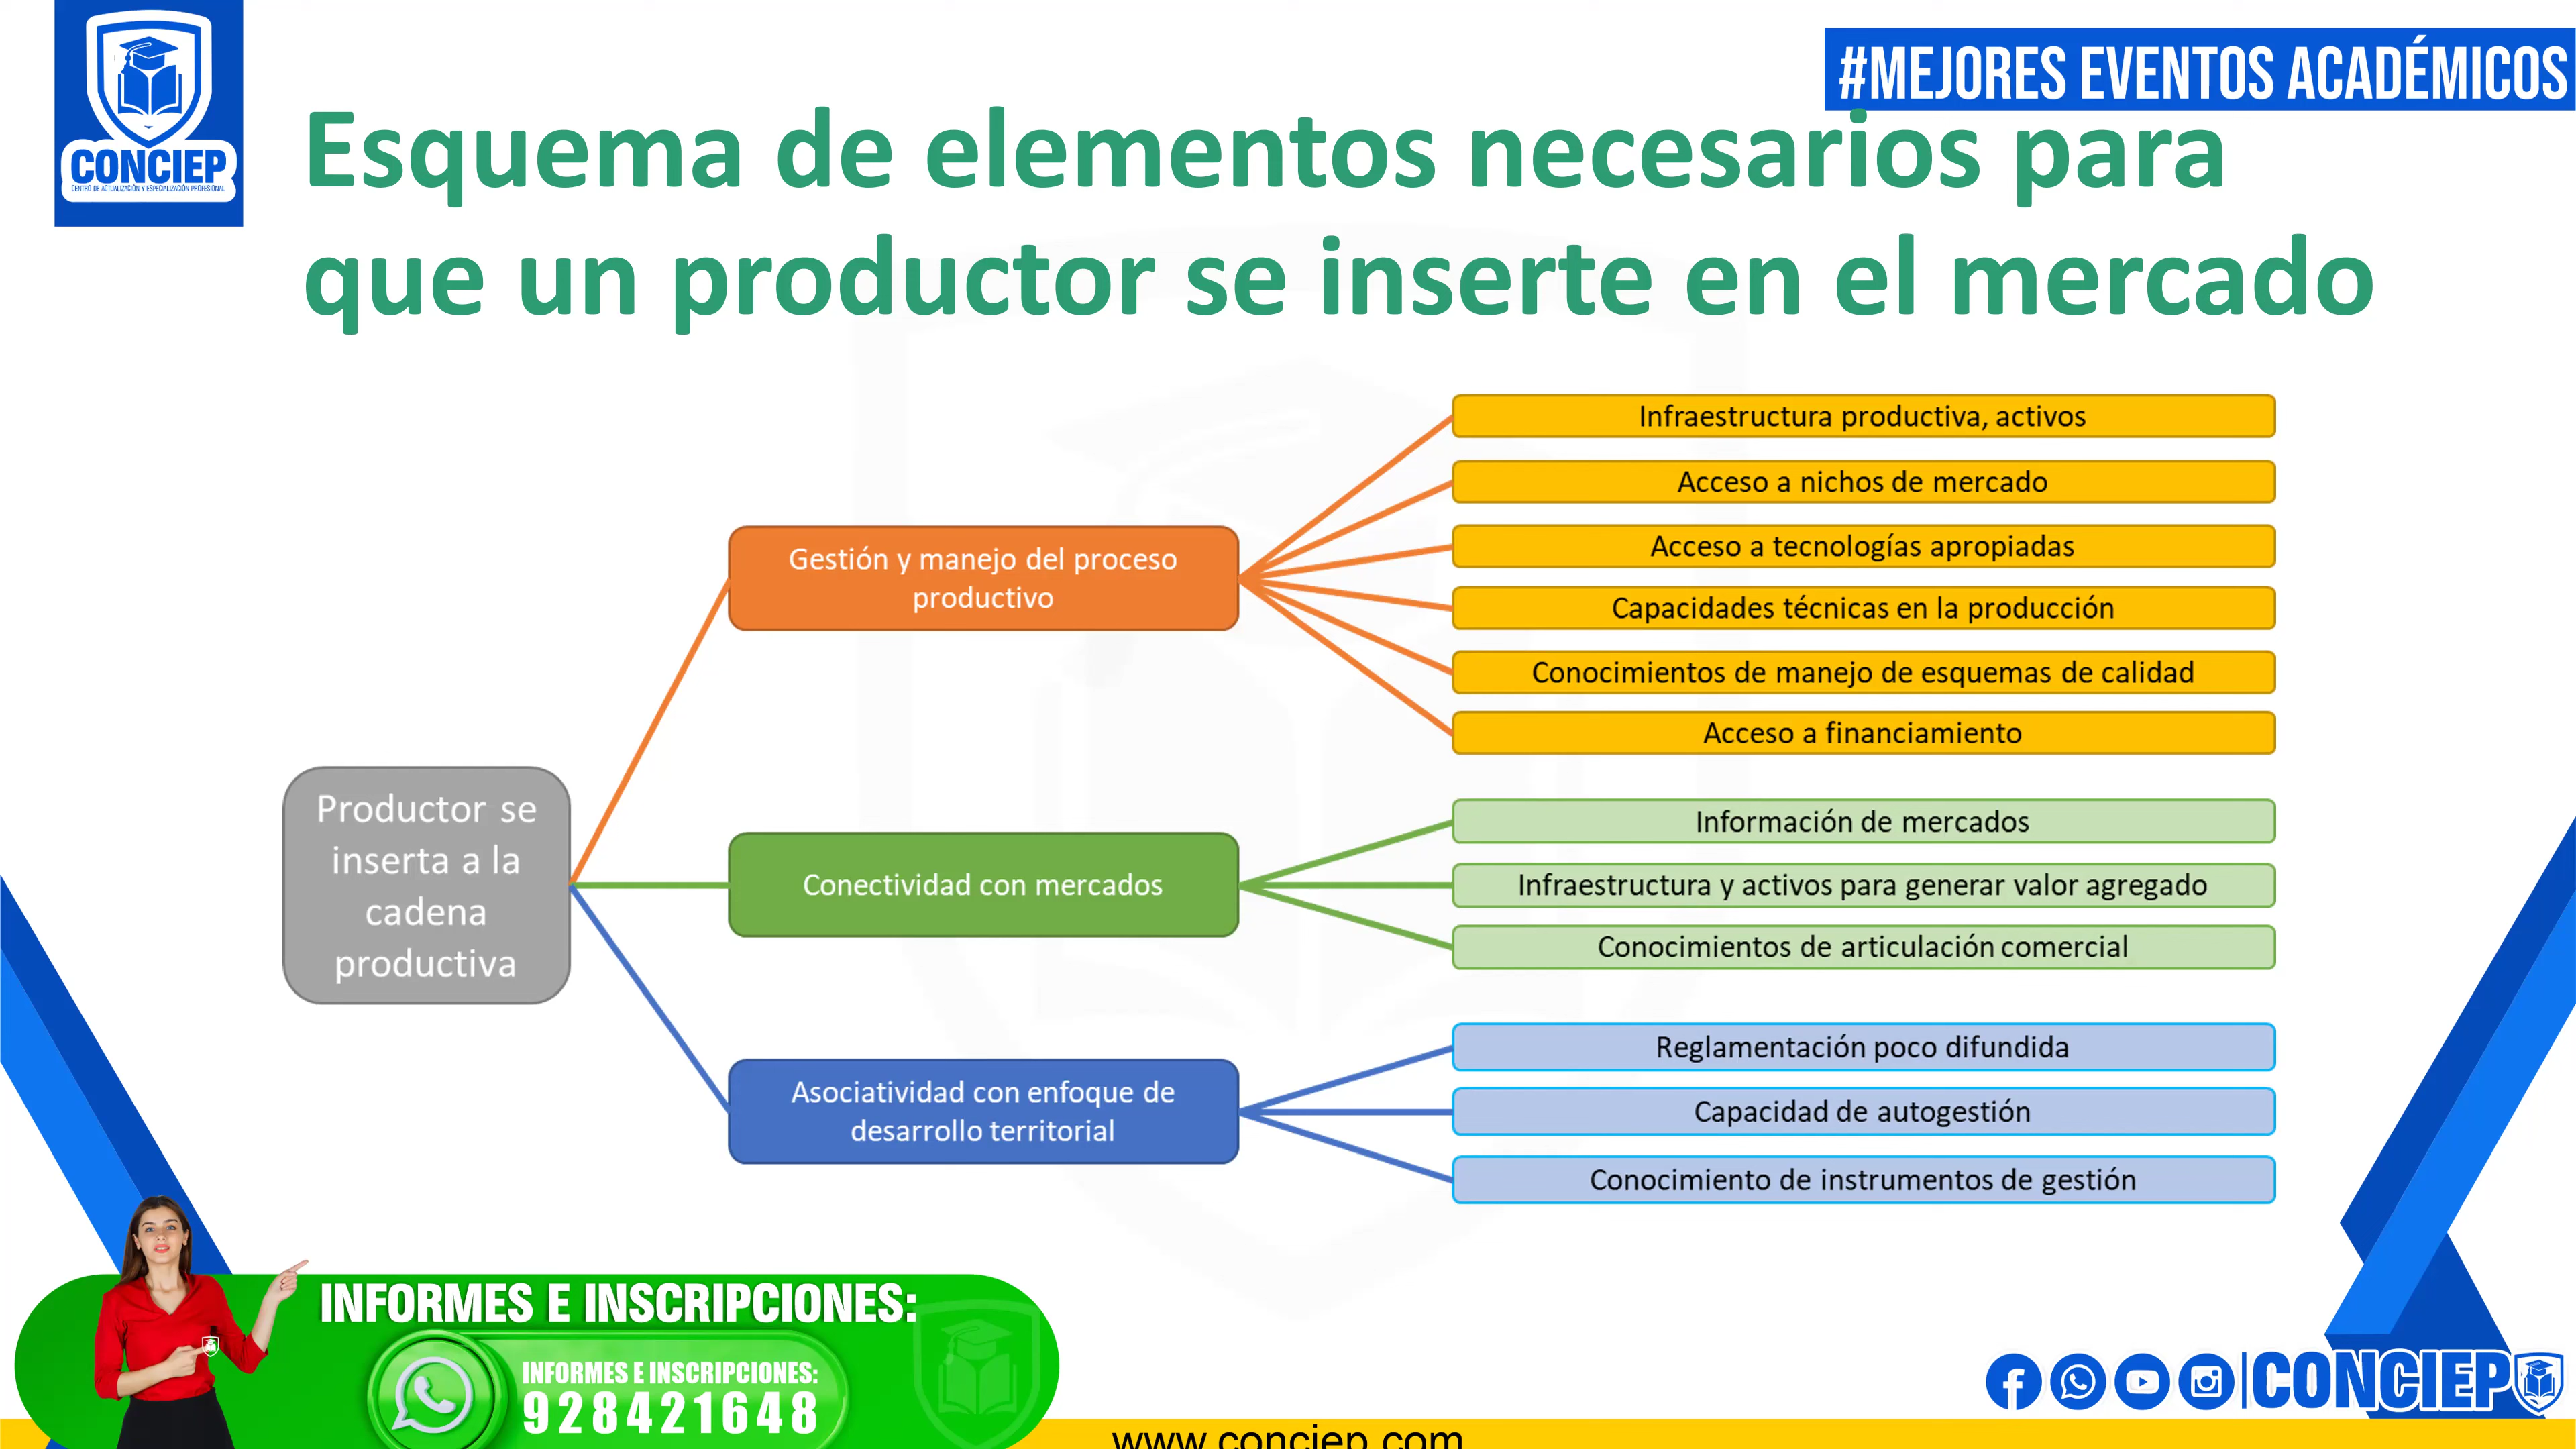 CONCIEP
CENTRO DE ACTUALIZACIÓN Y ESPECIALIZACIÓN PROFESIONAL
#MEJORES EVENTOS ACADÉMICOS
Esquema de elementos necesarios para
que un productor se inserte en el mercado
Productor se
inserta a la
cadena
productiva
Gestión y manejo del proceso
productivo
Infraestructura productiva, activos
Acceso a nichos de mercado
Acceso a tecnologías apropiadas
Capacidades técnicas en la producción
Conocimientos de manejo de esquemas de calidad
Acceso a financiamiento
Conectividad con mercados
Información de mercados
Infraestructura y activos para generar valor agregado
Conocimientos de articulación comercial
Asociatividad con enfoque de
desarrollo territorial
Reglamentación poco difundida
Capacidad de autogestión
Conocimiento de instrumentos de gestión
INFORMES E INSCRIPCIONES:
INFORMES E INSCRIPCIONES:
928421648
www.conciep.com
CONCIEP